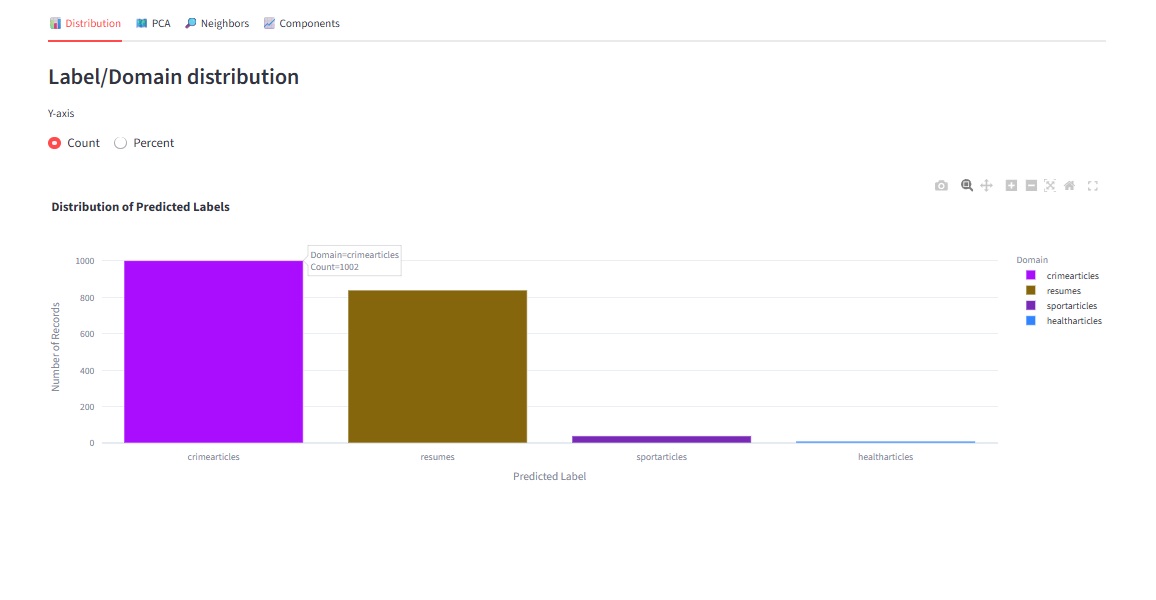 Distribution PCA Neighbors Components
Label/Domain distribution
Y-axis
Count Percent
Distribution of Predicted Labels
Domain=crimearticles
Count=1002
1000
800
600
400
200
0
Number of Records
crimearticles resumes sportarticles healtharticles
Predicted Label
Domain
crimearticles
resumes
sportarticles
healtharticles